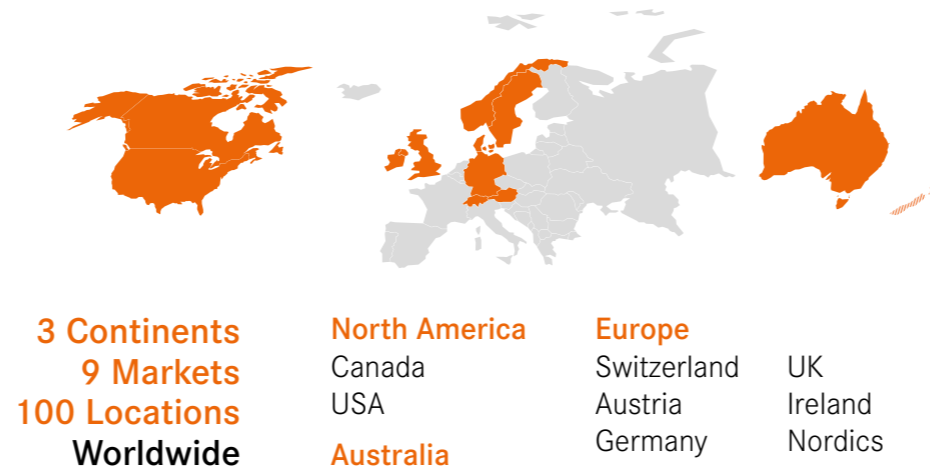 3 Continents
9 Markets
100 Locations
Worldwide
North America
Canada
USA
Australia
Europe
Switzerland
Austria
Germany
UK
Ireland
Nordics